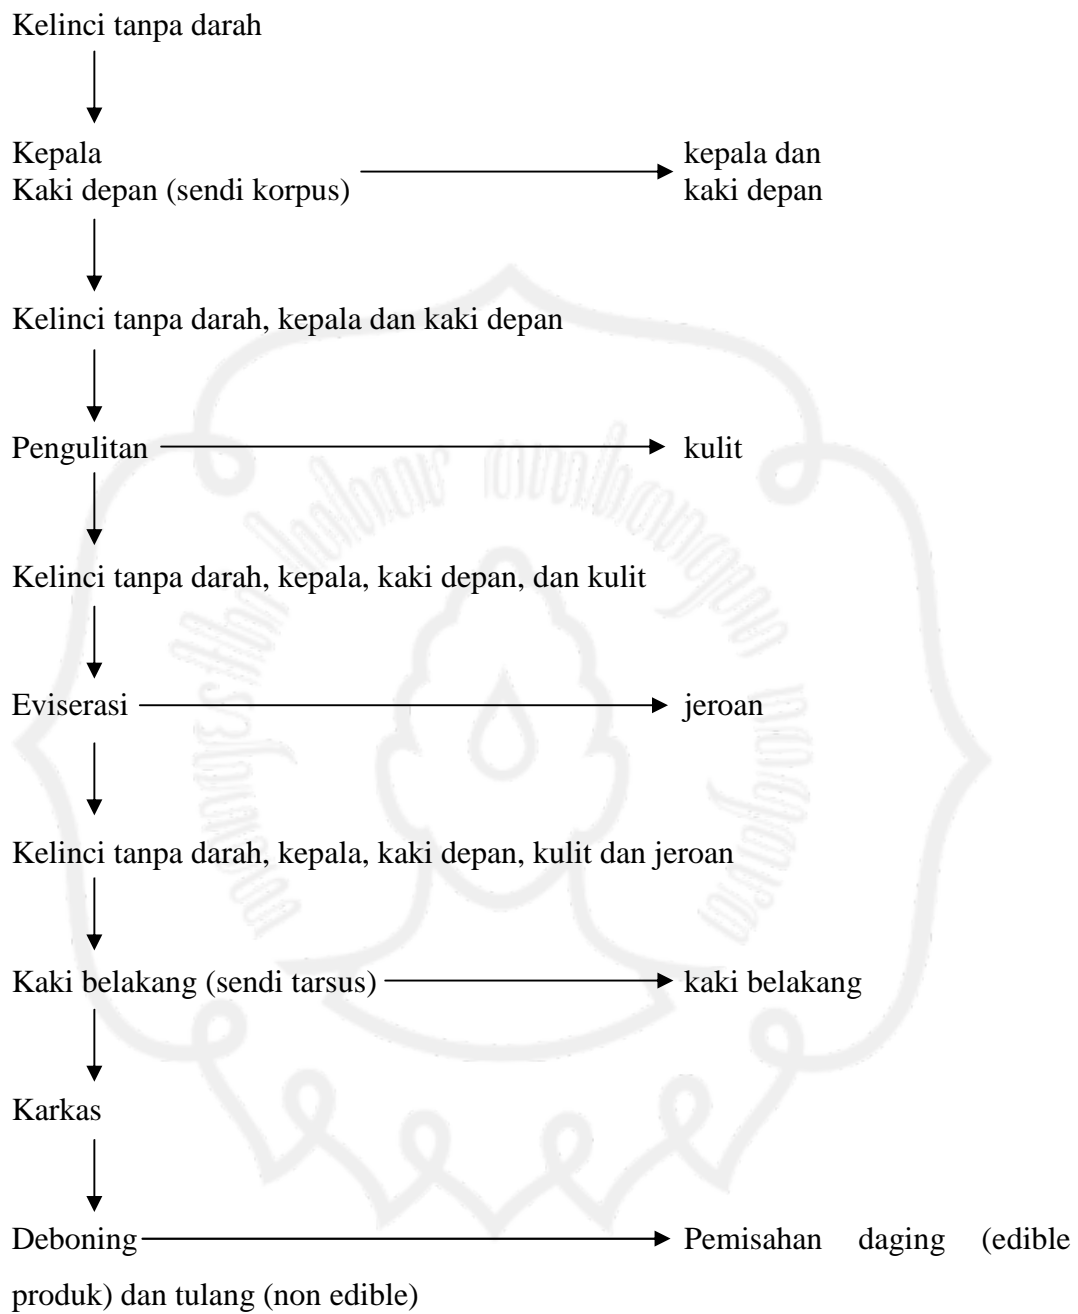 Kelinci tanpa darah
Kepala
Kaki depan (sendi korpus)
kepala dan
kaki depan
Kelinci tanpa darah, kepala dan kaki depan
Pengulitan
kulit
Kelinci tanpa darah, kepala, kaki depan, dan kulit
Eviserasi
jeroan
Kelinci tanpa darah, kepala, kaki depan, kulit dan jeroan
Kaki belakang (sendi tarsus)
kaki belakang
Karkas
Deboning
Pemisahan daging (edible
produk) dan tulang (non edible)